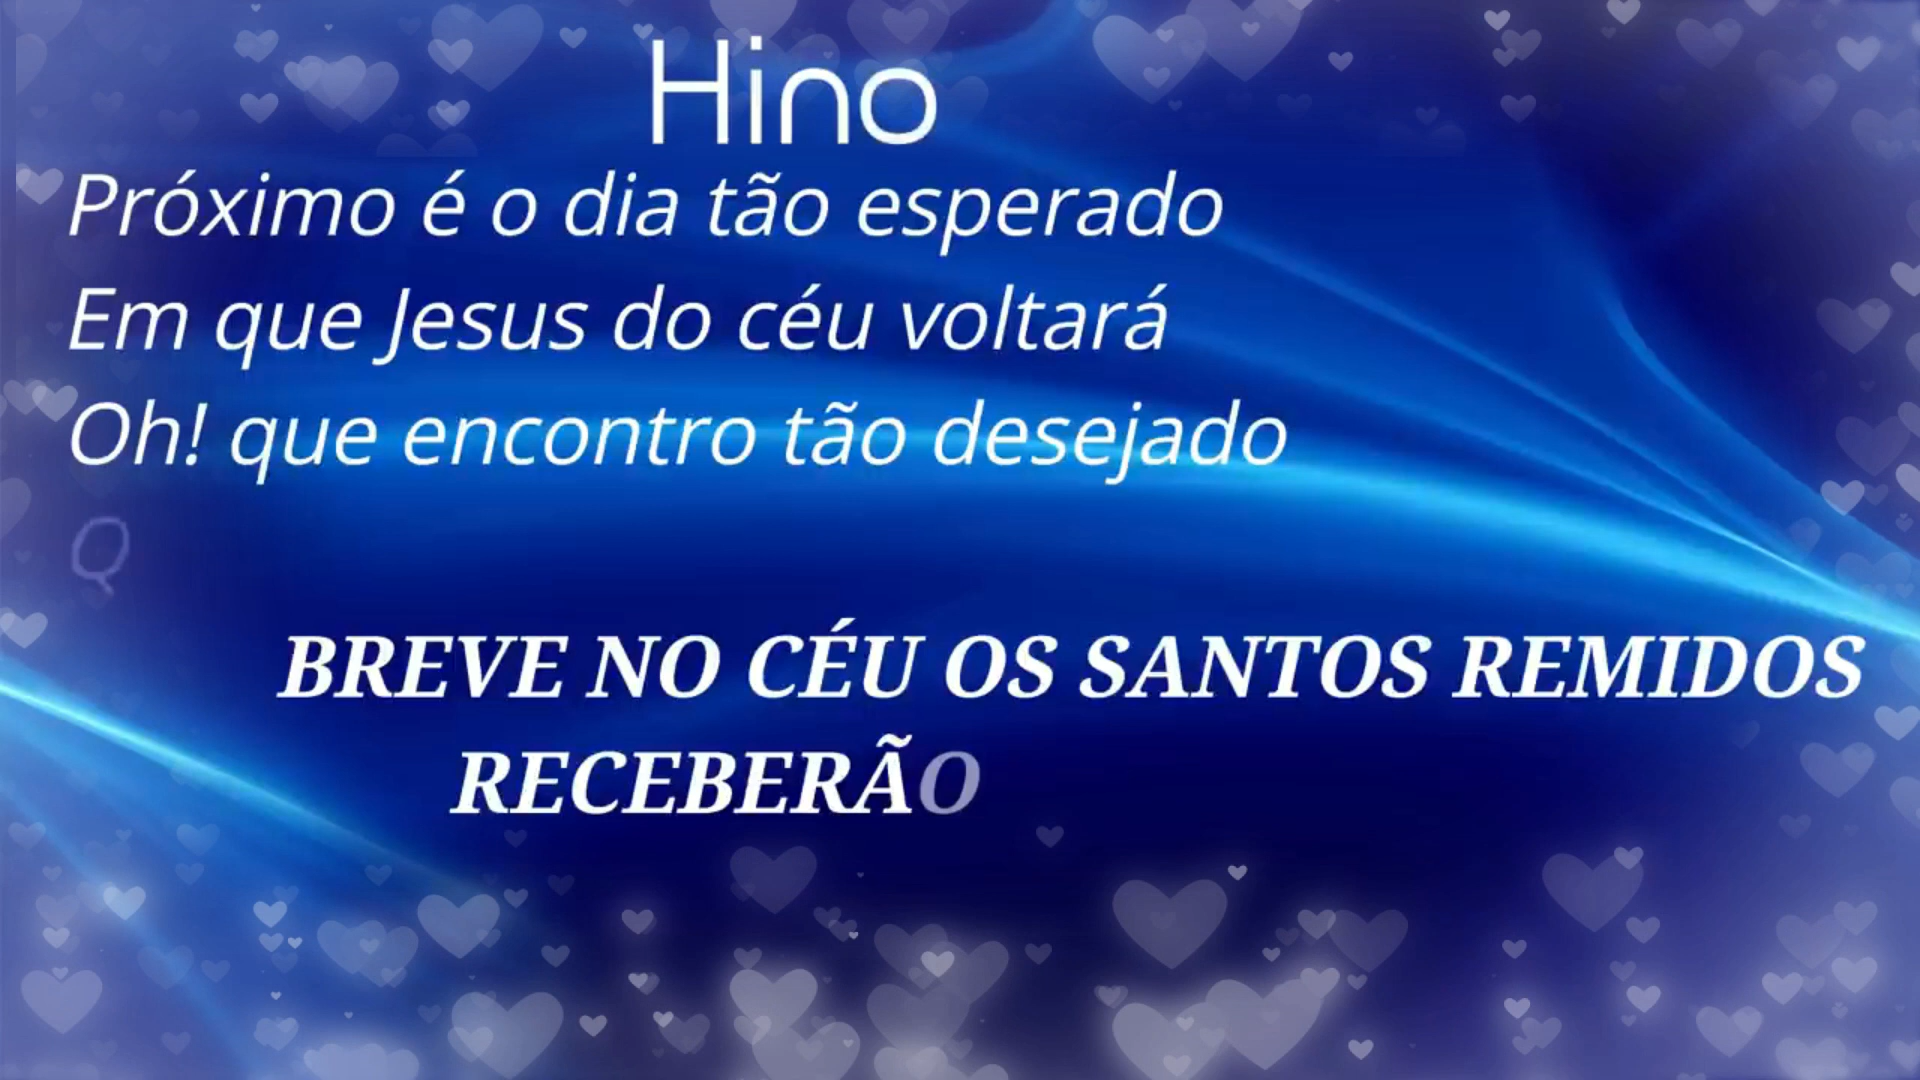 Hino
Próximo é o dia tão esperado
Em que Jesus do céu voltará
Oh! que encontro tão desejado
Q
BREVE NO CÉU OS SANTOS REMIDOS
RECEBERÃO